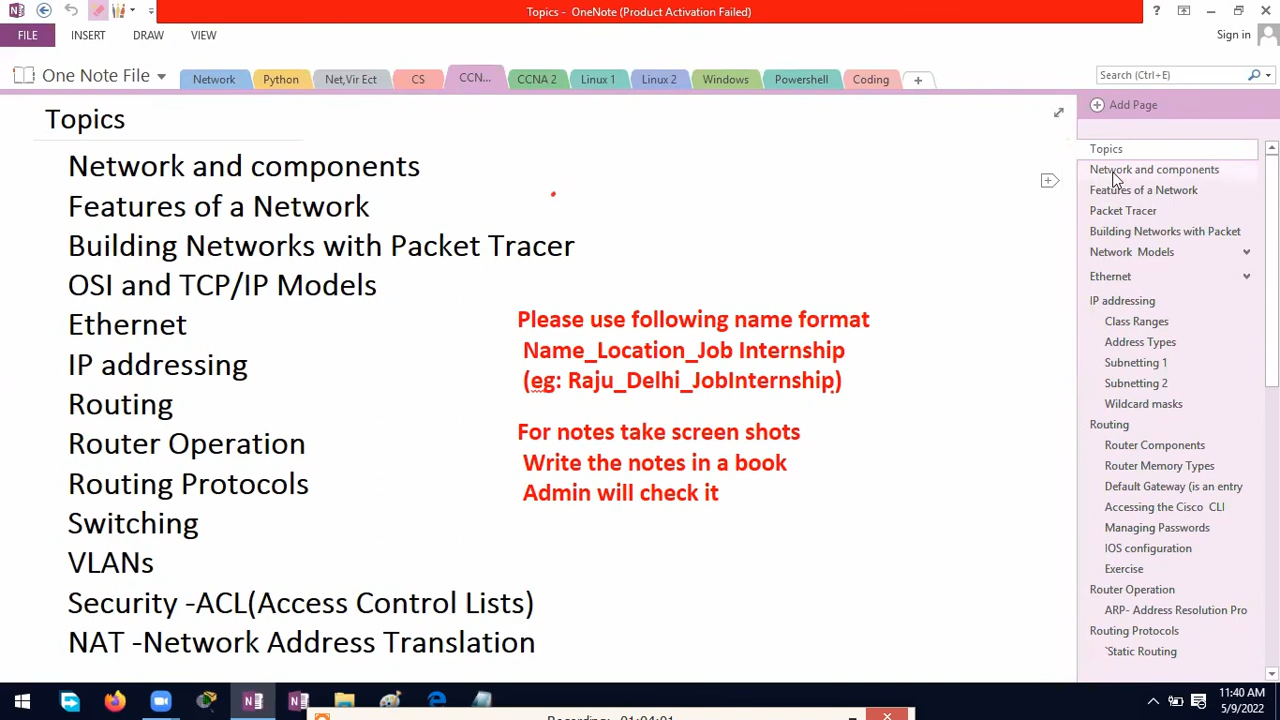 Topics - OneNote (Product Activation Failed)
FILE INSERT DRAW VIEW
Sign in
One Note File
Network Python Net,Vir Ect CS CCN... CCNA 2 Linux 1 Linux 2 Windows Powershell Coding
Search (Ctrl+E)
Topics
Network and components
Features of a Network
Building Networks with Packet Tracer
OSI and TCP/IP Models
Ethernet
IP addressing
Routing
Router Operation
Routing Protocols
Switching
VLANs
Security -ACL(Access Control Lists)
NAT -Network Address Translation
Please use following name format
Name_Location_Job Internship
(eg: Raju_Delhi_JobInternship)
For notes take screen shots
Write the notes in a book
Admin will check it
Add Page
Topics
Network and components
Features of a Network
Packet Tracer
Building Networks with Packet
Network Models
Ethernet
IP addressing
Class Ranges
Address Types
Subnetting 1
Subnetting 2
Wildcard masks
Routing
Router Components
Router Memory Types
Default Gateway (is an entry
Accessing the Cisco CLI
Managing Passwords
IOS configuration
Exercise
Router Operation
ARP- Address Resolution Pro
Routing Protocols
`Static Routing
11:40 AM
5/9/2022
Recording: 01:04:01